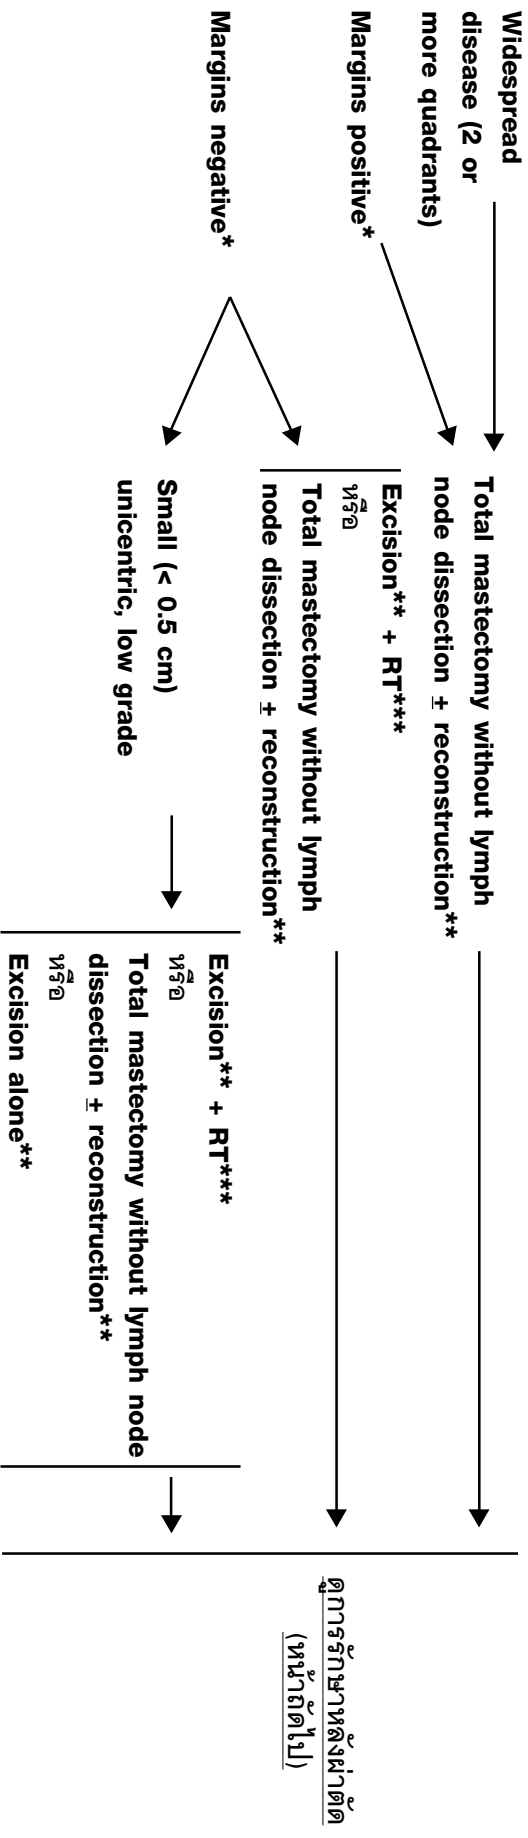 Widespread
disease (2 or
more quadrants)
Margins positive*
Margins negative*
Total mastectomy without lymph
node dissection ± reconstruction**
Excision** + RT***
หรือ
Total mastectomy without lymph
node dissection ± reconstruction**
Small (< 0.5 cm)
unicentric, low grade
Excision** + RT***
หรือ
Total mastectomy without lymph node
dissection ± reconstruction**
หรือ
Excision alone**
ดูการรักษาหลังผ่าตัด
(หน้าถัดไป)